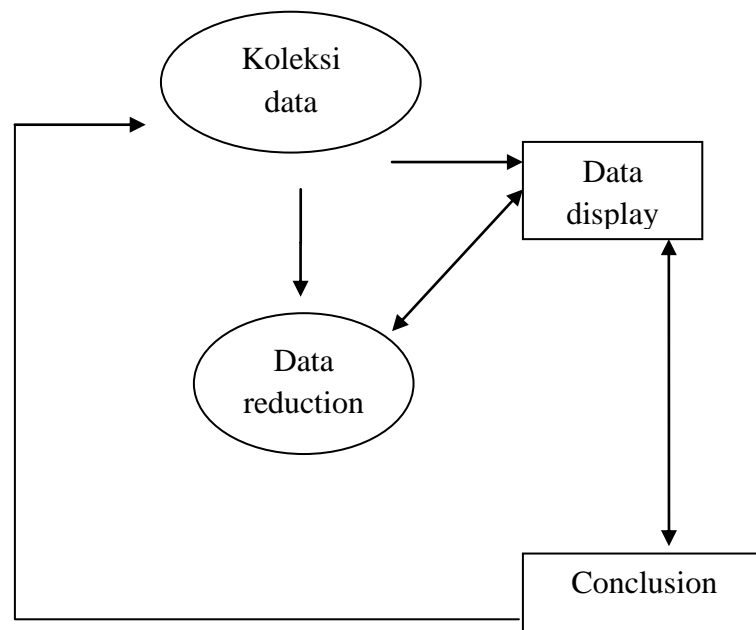 Koleksi
data
Data
display
Data
reduction
Conclusion